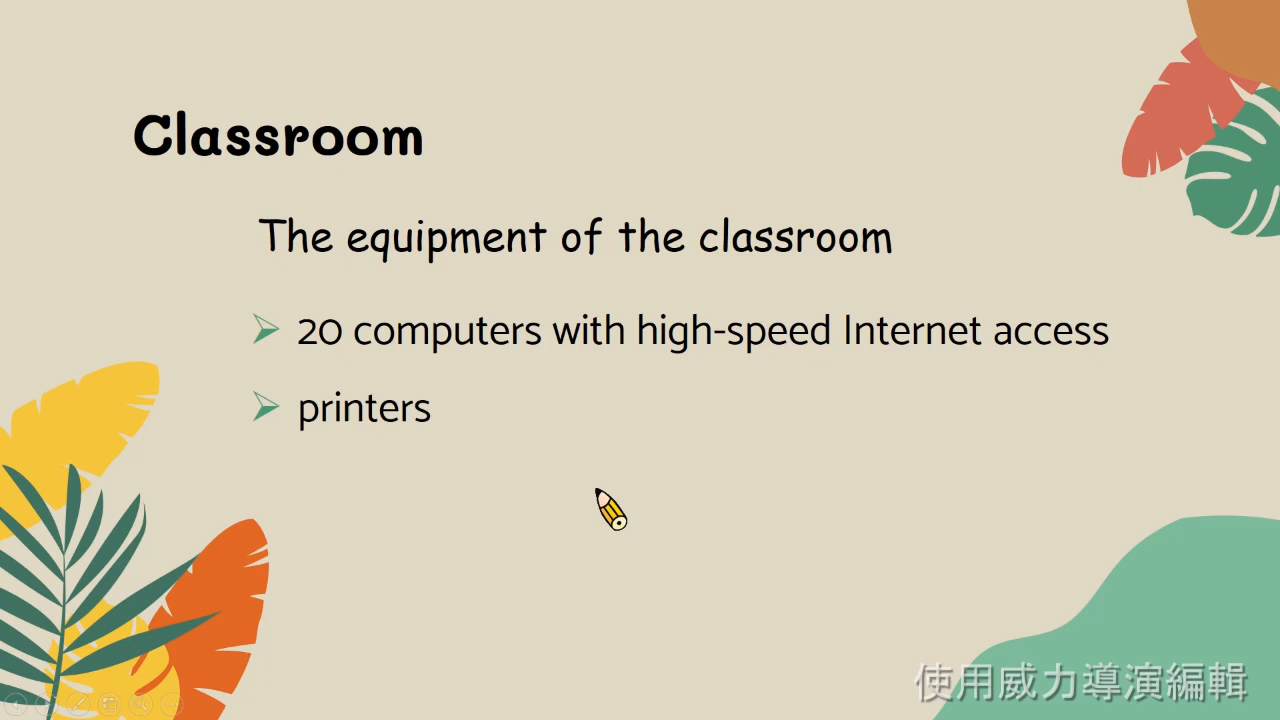 Classroom
The equipment of the classroom
20 computers with high-speed Internet access
printers
使用威力導演編輯